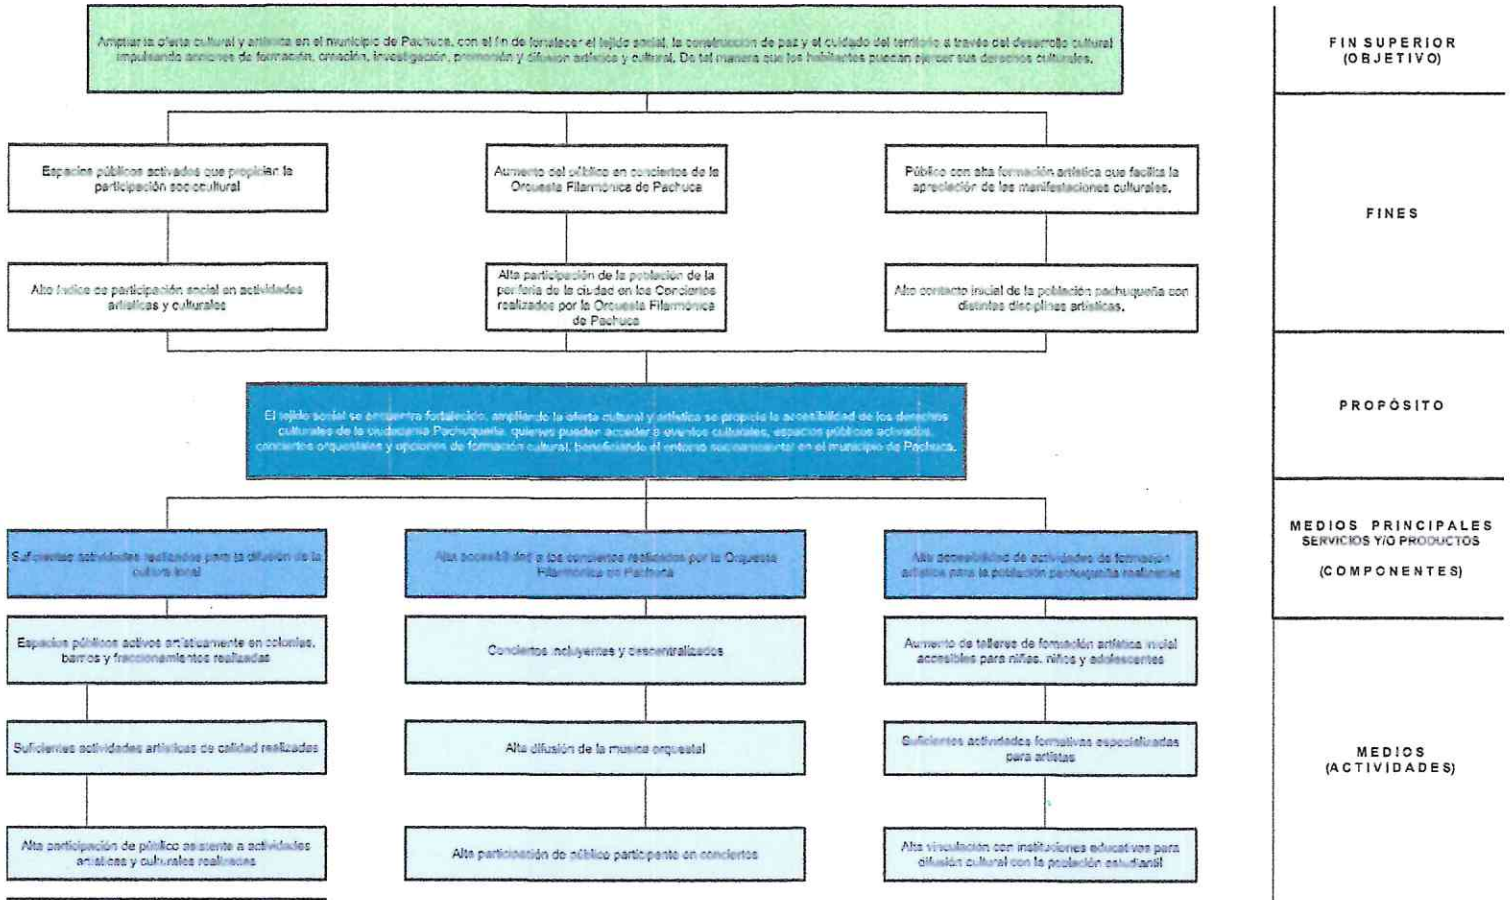 Ampliar la oferta cultural y artística en el municipio de Pachuca, con el fin de fortalecer el tejido social, la construcción de paz y el cuidado del territorio a través del desarrollo cultural
impulsando acciones de formación, creación, investigación, promoción y difusión artística y cultural. De tal manera que los habitantes puedan ejercer sus derechos culturales.
FIN SUPERIOR
(OBJETIVO)
Espacios públicos activados que propician la
participación sociocultural
Aumento del público en conciertos de la
Orquesta Filarmónica de Pachuca
Público con alta formación artística que facilita la
apreciación de las manifestaciones culturales.
FINES
Alto índice de participación social en actividades
artísticas y culturales
Alta participación de la población de la
periferia de la ciudad en los Conciertos
realizados por la Orquesta Filarmónica
de Pachuca
Alto contacto inicial de la población pachuqueña con
distintas disciplinas artísticas.
El tejido social se encuentra fortalecido, ampliando la oferta cultural y artística se propicia la accesibilidad de los derechos
culturales de la ciudadanía Pachuqueña, quienes pueden acceder a eventos culturales, espacios públicos activados,
conciertos orquestales y opciones de formación cultural, beneficiando el entorno socioambiental en el municipio de Pachuca.
PROPÓSITO
Suficientes actividades realizadas para la difusión de la
cultura local
Alta accesibilidad a los conciertos realizados por la Orquesta
Filarmónica de Pachuca
Alta accesibilidad de actividades de formación
artística para la población pachuqueña realizadas
MEDIOS PRINCIPALES
SERVICIOS Y/O PRODUCTOS
(COMPONENTES)
Espacios públicos activos artísticamente en colonias,
barrios y fraccionamientos realizadas
Conciertos incluyentes y descentralizados
Aumento de talleres de formación artística inicial
accesibles para niñas, niños y adolescentes
Suficientes actividades artísticas de calidad realizadas
Alta difusión de la musica orquestal
Suficientes actividades formativas especializadas
para artistas
MEDIOS
(ACTIVIDADES)
Alta participación de público asistente a actividades
artísticas y culturales realizadas
Alta participación de público participante en conciertos
Alta vinculación con instituciones educativas para
difusión cultural con la población estudiantil